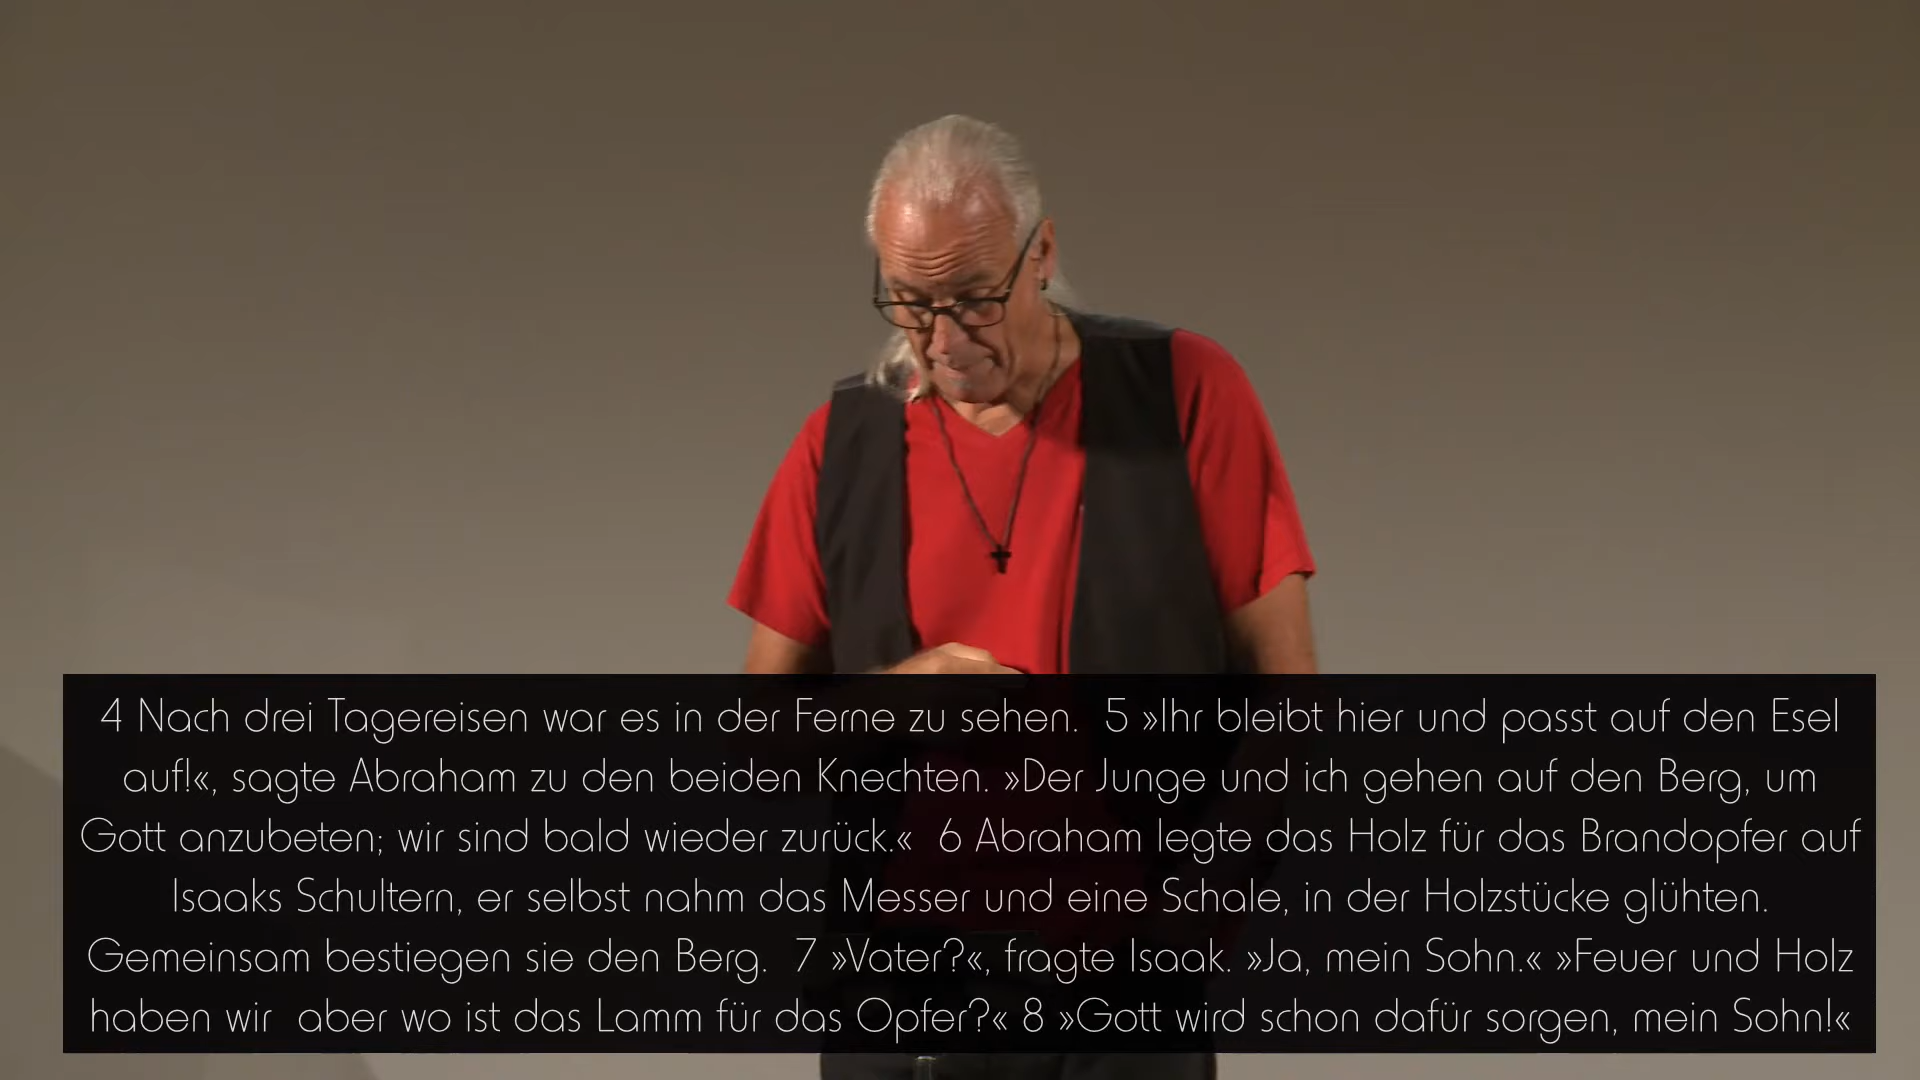 4 Nach drei Tagereisen war es in der Ferne zu sehen.  5 »Ihr bleibt hier und passt auf den Esel
auf!«, sagte Abraham zu den beiden Knechten. »Der Junge und ich gehen auf den Berg, um
Gott anzubeten; wir sind bald wieder zurück.«  6 Abraham legte das Holz für das Brandopfer auf
Isaaks Schultern, er selbst nahm das Messer und eine Schale, in der Holzstücke glühten.
Gemeinsam bestiegen sie den Berg.  7 »Vater?«, fragte Isaak. »Ja, mein Sohn.« »Feuer und Holz
haben wir  aber wo ist das Lamm für das Opfer?« 8 »Gott wird schon dafür sorgen, mein Sohn!«